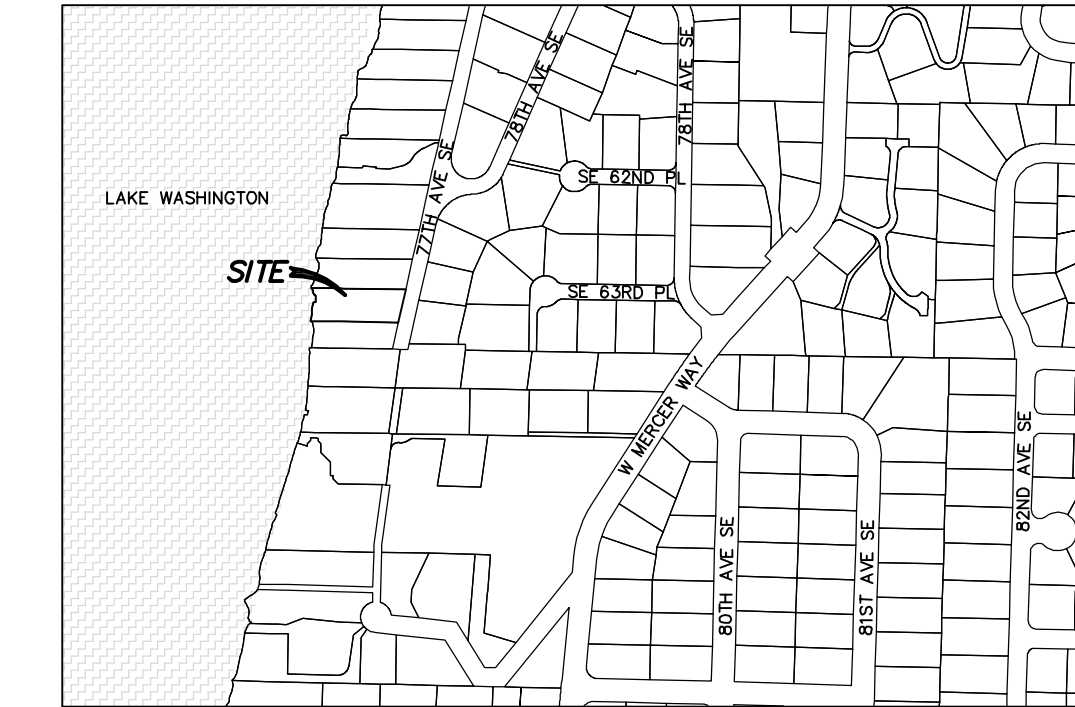 78TH AVE SE
78TH AVE SE
77TH AVE SE
SE 62ND PL
LAKE WASHINGTON
SITE
SE 63RD PL
W MERCER WAY
82ND AVE SE
80TH AVE SE
81ST AVE SE